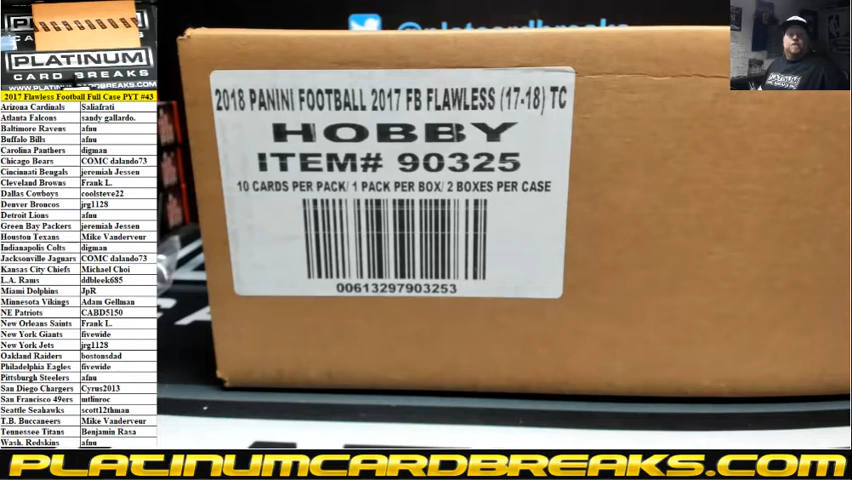 PLATINUM
CARD BREAKS
WWW.PLATINUMCARDBREAKS.COM
2017 Flawless Football Full Case PYT #43
Arizona Cardinals Saliafrati
Atlanta Falcons sandy gallardo.
Baltimore Ravens afnu
Buffalo Bills afnu
Carolina Panthers digman
Chicago Bears COMC dalando73
Cincinnati Bengals jeremiah Jessen
Cleveland Browns Frank L.
Dallas Cowboys coolsteve22
Denver Broncos jrg1128
Detroit Lions afnu
Green Bay Packers jeremiah Jessen
Houston Texans Mike Vanderveur
Indianapolis Colts digman
Jacksonville Jaguars COMC dalando73
Kansas City Chiefs Michael Choi
L.A. Rams ddbleek685
Miami Dolphins JpR
Minnesota Vikings Adam Gellman
NE Patriots CABD5150
New Orleans Saints Frank L.
New York Giants fivewide
New York Jets jrg1128
Oakland Raiders bostonsdad
Philadelphia Eagles fivewide
Pittsburgh Steelers afnu
San Diego Chargers Cyrus2013
San Francisco 49ers mtlinroc
Seattle Seahawks scott12thman
T.B. Buccaneers Mike Vanderveur
Tennessee Titans Benjamin Rasa
Wash. Redskins afnu
@platcardbreaks
2018 PANINI FOOTBALL 2017 FB FLAWLESS (17-18) TC
HOBBY
ITEM# 90325
10 CARDS PER PACK/ 1 PACK PER BOX/ 2 BOXES PER CASE
00613297903253
PLATINUMCARDBREAKS.COM